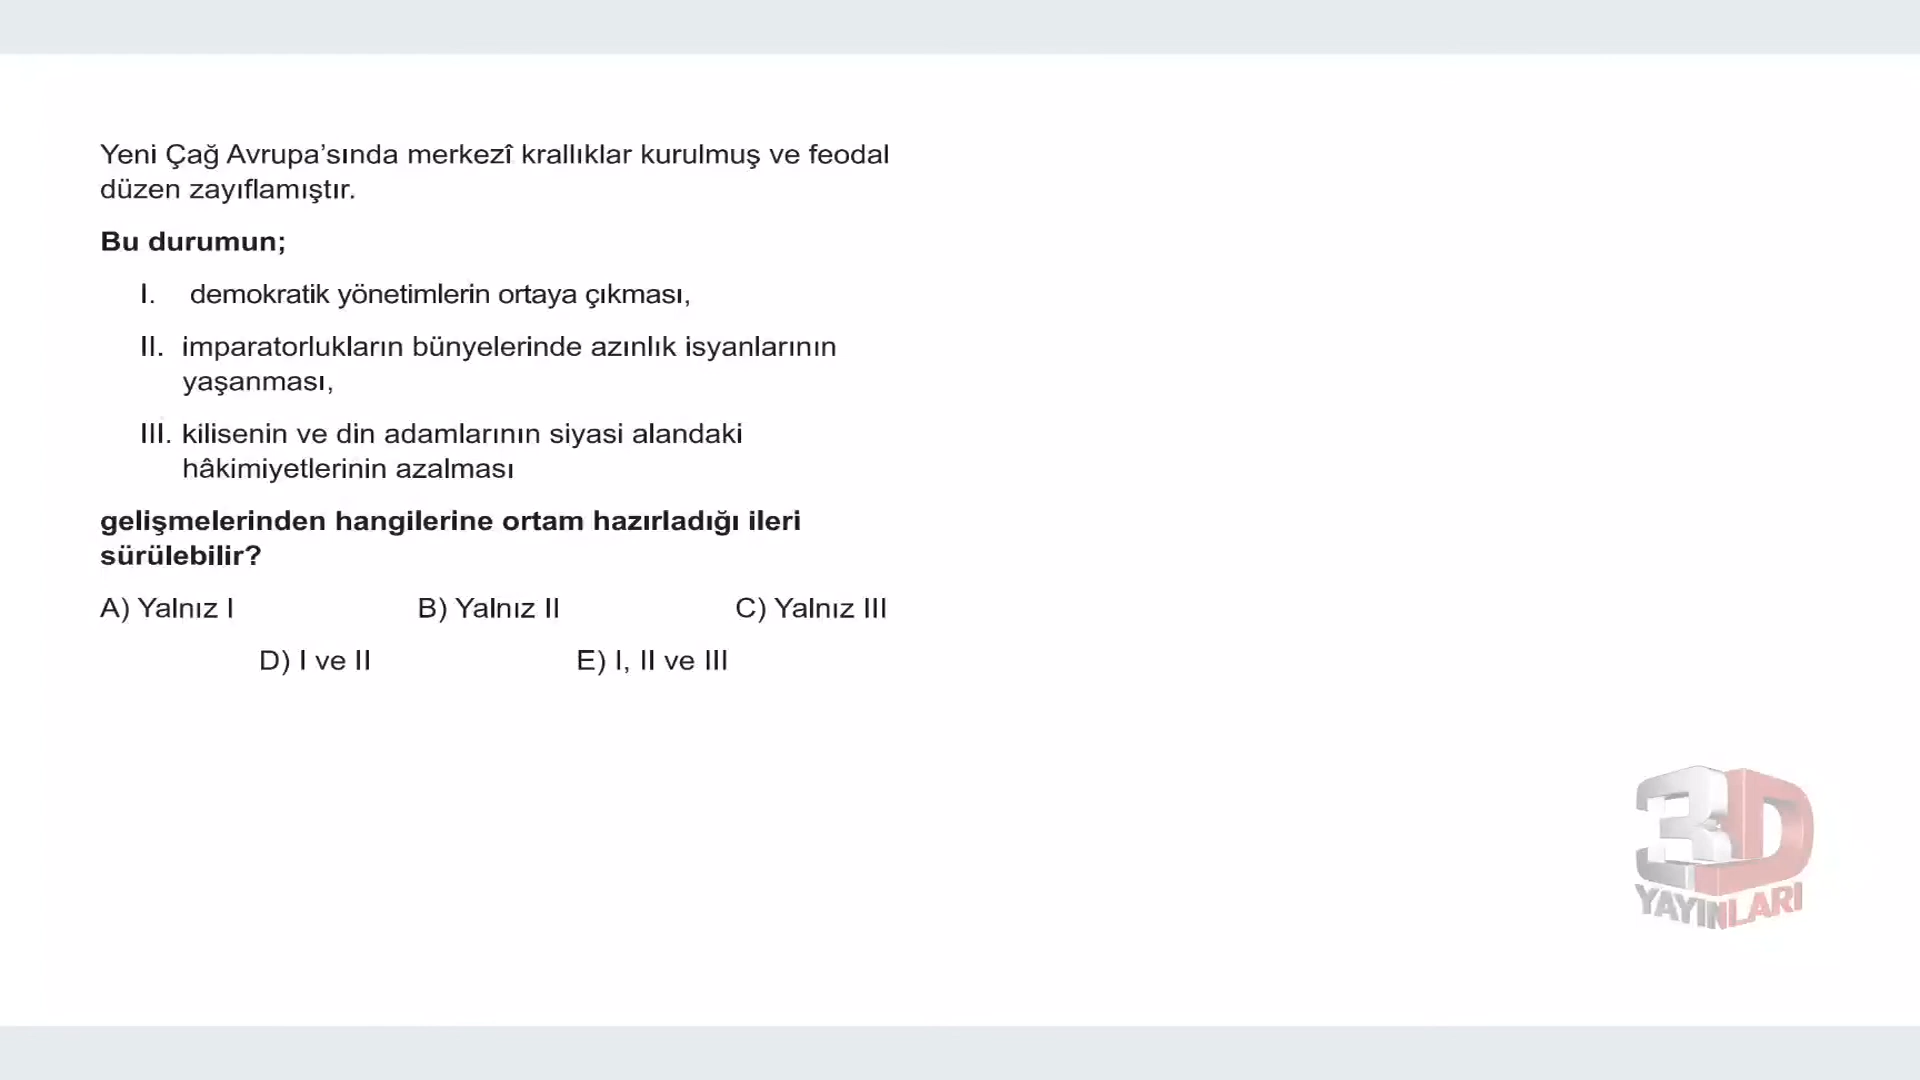 Yeni Çağ Avrupa’sında merkezî krallıklar kurulmuş ve feodal
düzen zayıflamıştır.
Bu durumun;
I. demokratik yönetimlerin ortaya çıkması,
II. imparatorlukların bünyelerinde azınlık isyanlarının
yaşanması,
III. kilisenin ve din adamlarının siyasi alandaki
hâkimiyetlerinin azalması
gelişmelerinden hangilerine ortam hazırladığı ileri
sürülebilir?
A) Yalnız I B) Yalnız II C) Yalnız III
D) I ve II E) I, II ve III
3D
YAYINLARI